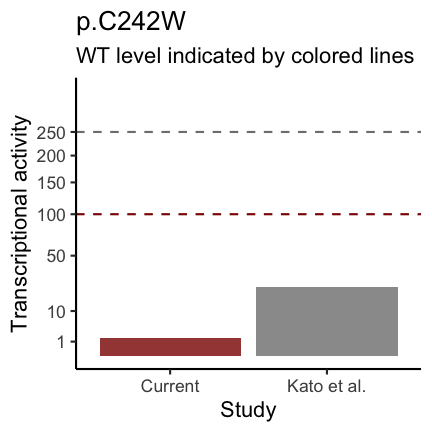 p.C242W
WT level indicated by colored lines
Transcriptional activity
250
200
150
100
50
10
1
Current
Kato et al.
Study